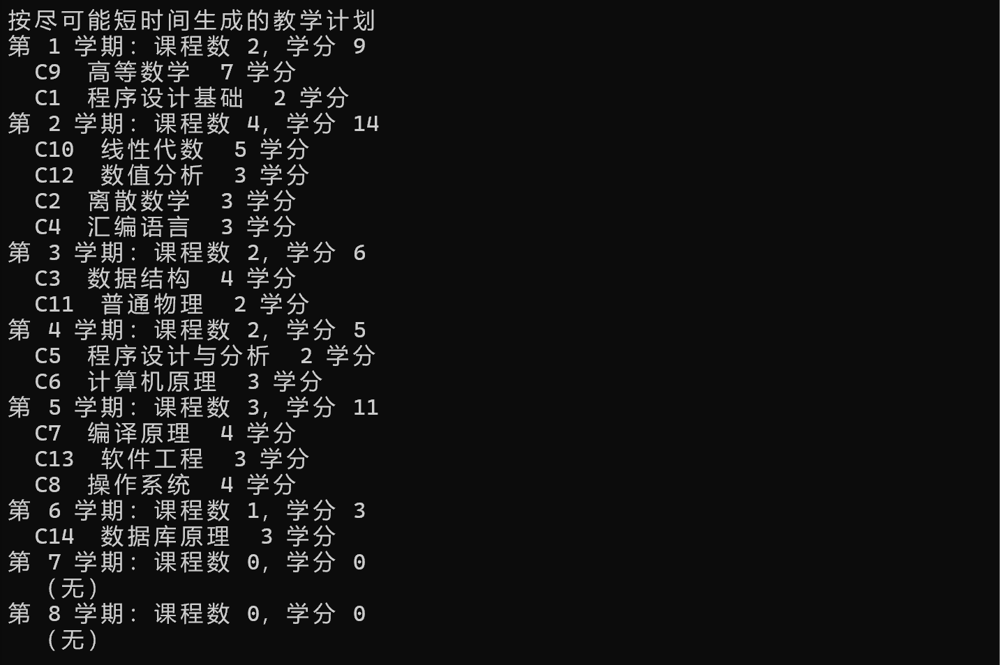 按尽可能短时间生成的教学计划
第 1 学期: 课程数 2, 学分 9
C9 高等数学 7 学分
C1 程序设计基础 2 学分
第 2 学期: 课程数 4, 学分 14
C10 线性代数 5 学分
C12 数值分析 3 学分
C2 离散数学 3 学分
C4 汇编语言 3 学分
第 3 学期: 课程数 2, 学分 6
C3 数据结构 4 学分
C11 普通物理 2 学分
第 4 学期: 课程数 2, 学分 5
C5 程序设计与分析 2 学分
C6 计算机原理 3 学分
第 5 学期: 课程数 3, 学分 11
C7 编译原理 4 学分
C13 软件工程 3 学分
C8 操作系统 4 学分
第 6 学期: 课程数 1, 学分 3
C14 数据库原理 3 学分
第 7 学期: 课程数 0, 学分 0
（无）
第 8 学期: 课程数 0, 学分 0
（无）